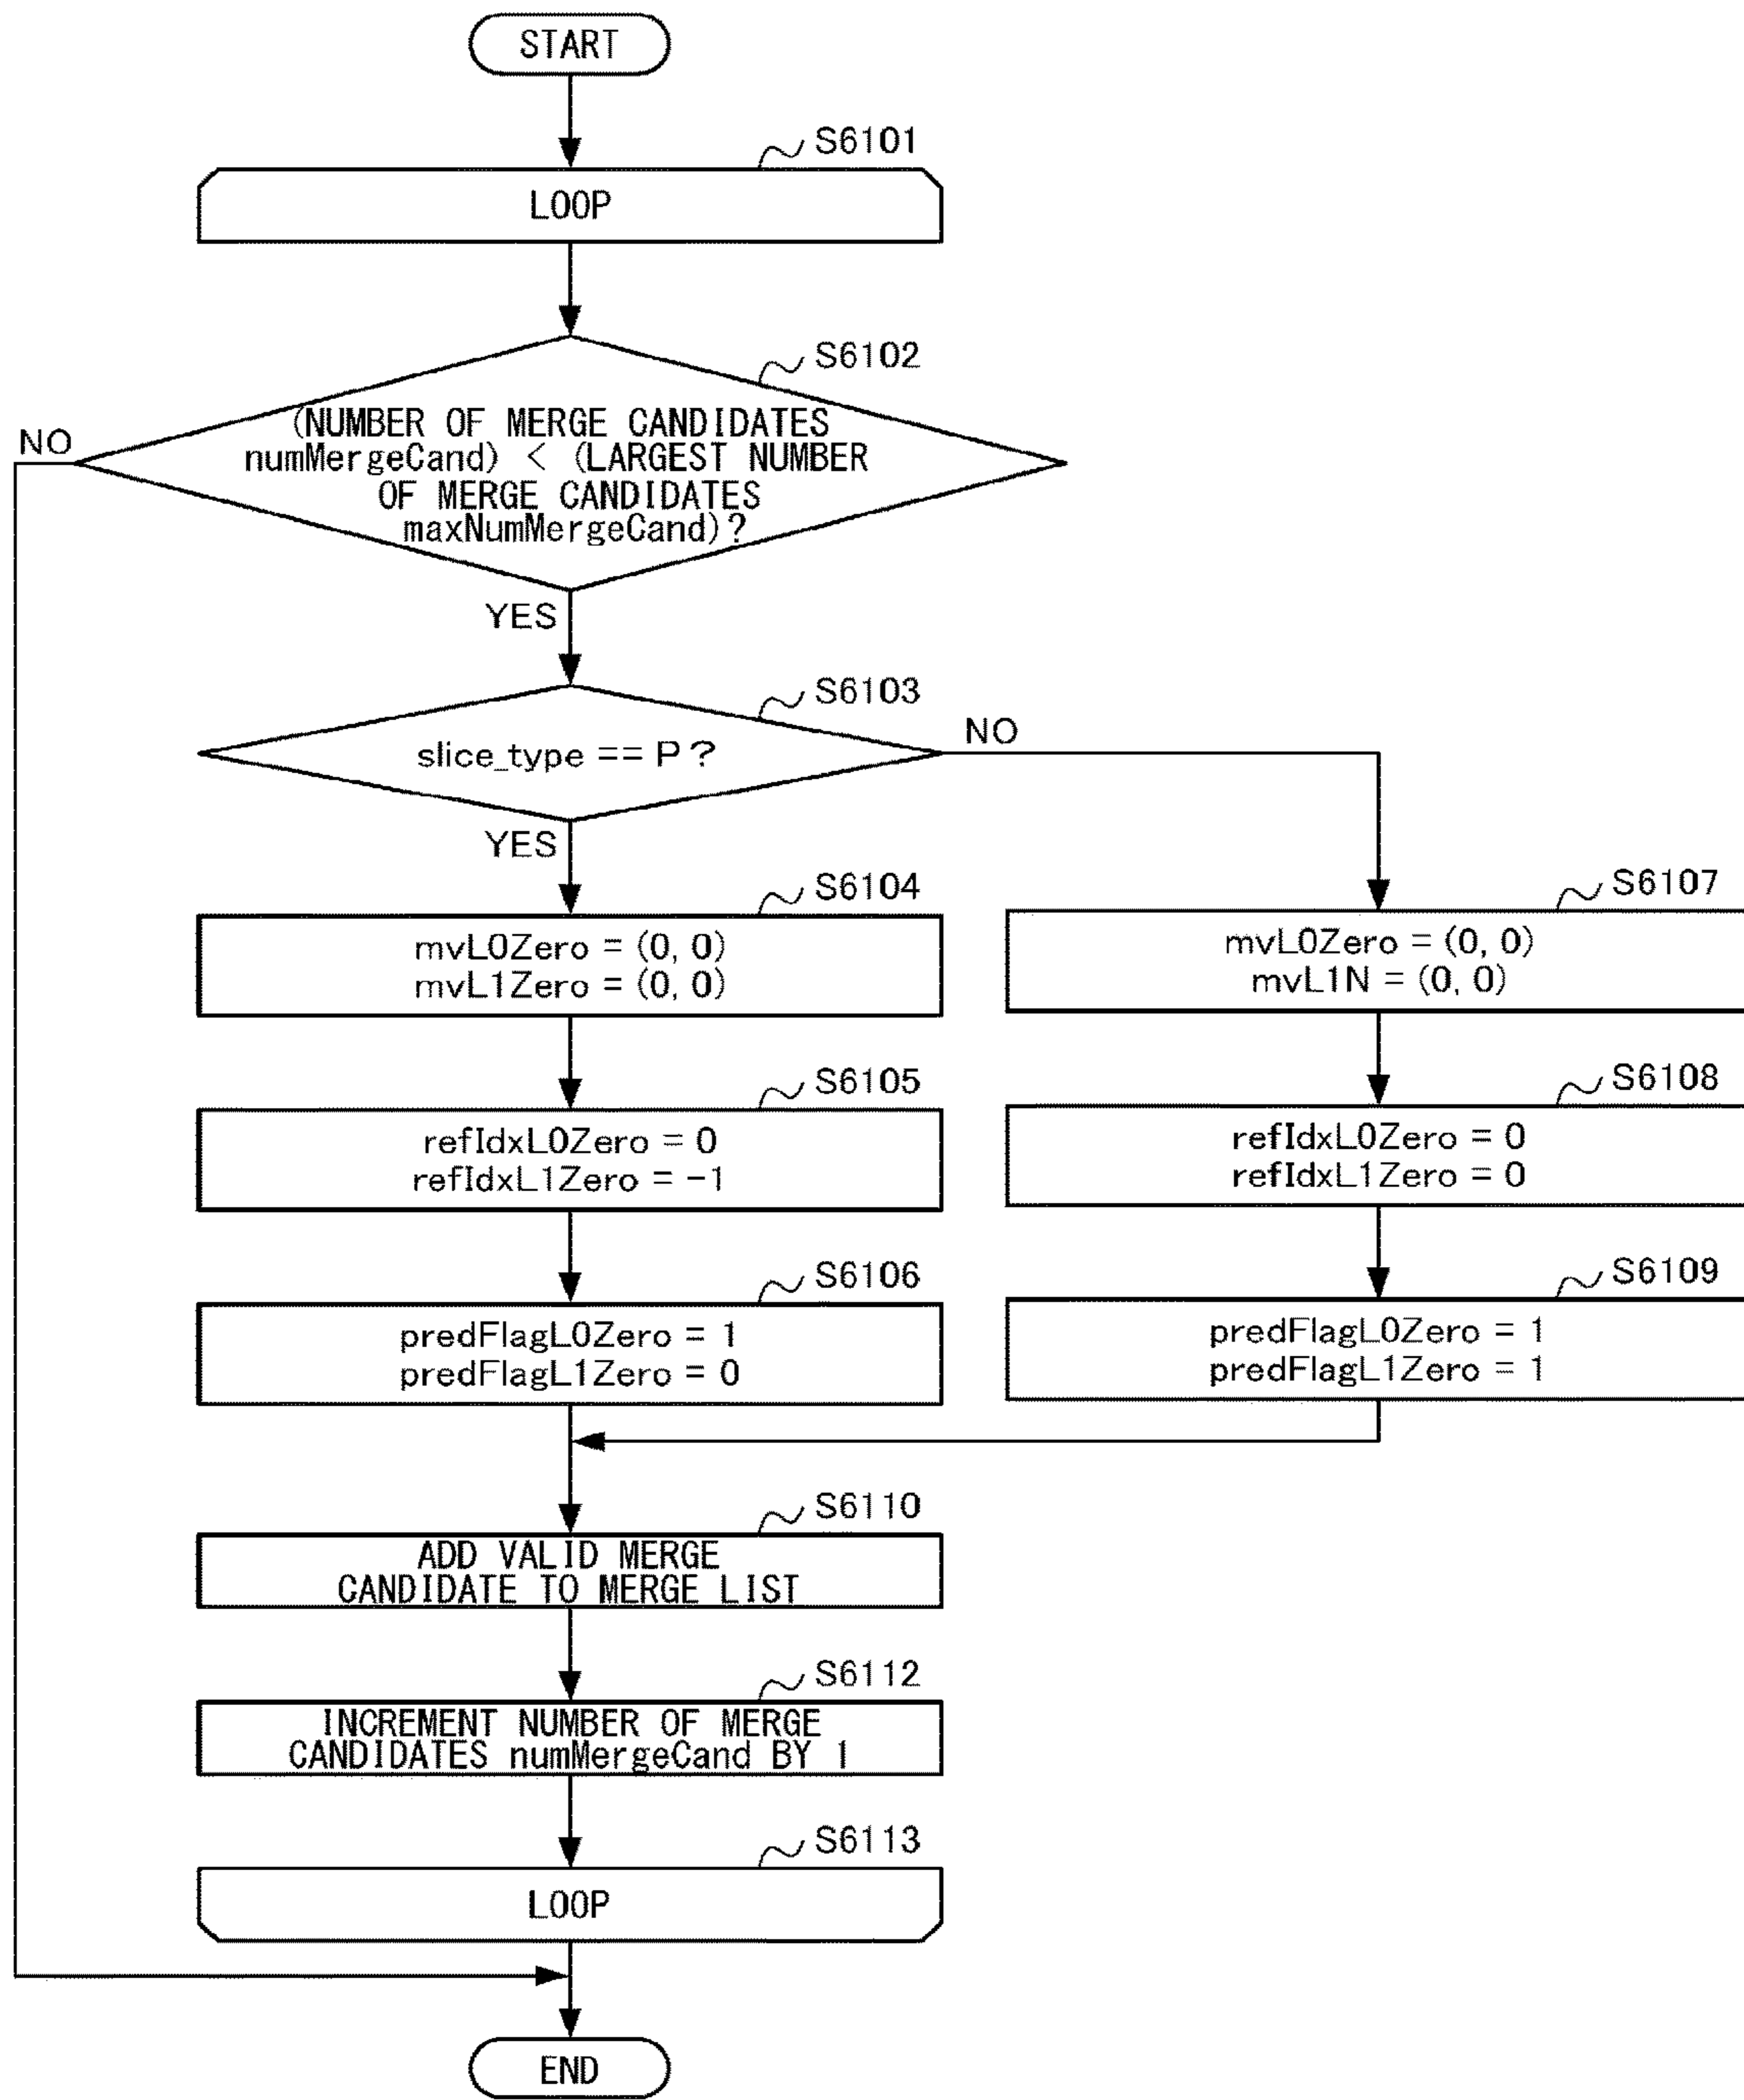 START
S6101
LOOP
S6102
(NUMBER OF MERGE CANDIDATES
numMergeCand) < (LARGEST NUMBER
OF MERGE CANDIDATES
maxNumMergeCand)?
NO
YES
S6103
slice_type == P ?
NO
YES
S6104
mvL0Zero = (0, 0)
mvL1Zero = (0, 0)
S6107
mvL0Zero = (0, 0)
mvL1N = (0, 0)
S6105
refIdxL0Zero = 0
refIdxL1Zero = -1
S6108
refIdxL0Zero = 0
refIdxL1Zero = 0
S6106
predFlagL0Zero = 1
predFlagL1Zero = 0
S6109
predFlagL0Zero = 1
predFlagL1Zero = 1
S6110
ADD VALID MERGE
CANDIDATE TO MERGE LIST
S6112
INCREMENT NUMBER OF MERGE
CANDIDATES numMergeCand BY 1
S6113
LOOP
END